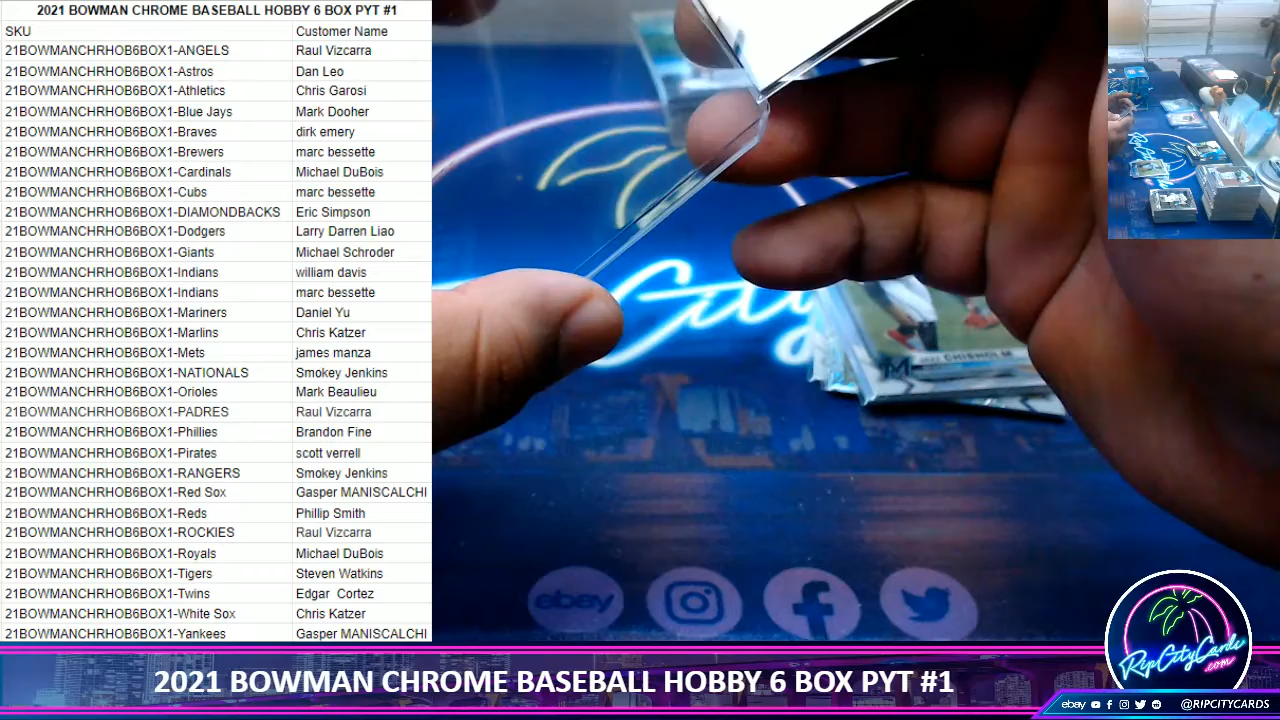 2021 BOWMAN CHROME BASEBALL HOBBY 6 BOX PYT #1
SKU Customer Name
21BOWMANCHRHOB6BOX1-ANGELS Raul Vizcarra
21BOWMANCHRHOB6BOX1-Astros Dan Leo
21BOWMANCHRHOB6BOX1-Athletics Chris Garosi
21BOWMANCHRHOB6BOX1-Blue Jays Mark Dooher
21BOWMANCHRHOB6BOX1-Braves dirk emery
21BOWMANCHRHOB6BOX1-Brewers marc bessette
21BOWMANCHRHOB6BOX1-Cardinals Michael DuBois
21BOWMANCHRHOB6BOX1-Cubs marc bessette
21BOWMANCHRHOB6BOX1-DIAMONDBACKS Eric Simpson
21BOWMANCHRHOB6BOX1-Dodgers Larry Darren Liao
21BOWMANCHRHOB6BOX1-Giants Michael Schroder
21BOWMANCHRHOB6BOX1-Indians william davis
21BOWMANCHRHOB6BOX1-Indians marc bessette
21BOWMANCHRHOB6BOX1-Mariners Daniel Yu
21BOWMANCHRHOB6BOX1-Marlins Chris Katzer
21BOWMANCHRHOB6BOX1-Mets james manza
21BOWMANCHRHOB6BOX1-NATIONALS Smokey Jenkins
21BOWMANCHRHOB6BOX1-Orioles Mark Beaulieu
21BOWMANCHRHOB6BOX1-PADRES Raul Vizcarra
21BOWMANCHRHOB6BOX1-Phillies Brandon Fine
21BOWMANCHRHOB6BOX1-Pirates scott verrell
21BOWMANCHRHOB6BOX1-RANGERS Smokey Jenkins
21BOWMANCHRHOB6BOX1-Red Sox Gasper MANISCALCHI
21BOWMANCHRHOB6BOX1-Reds Phillip Smith
21BOWMANCHRHOB6BOX1-ROCKIES Raul Vizcarra
21BOWMANCHRHOB6BOX1-Royals Michael DuBois
21BOWMANCHRHOB6BOX1-Tigers Steven Watkins
21BOWMANCHRHOB6BOX1-Twins Edgar Cortez
21BOWMANCHRHOB6BOX1-White Sox Chris Katzer
21BOWMANCHRHOB6BOX1-Yankees Gasper MANISCALCHI
City
CHISHOLM
ebay
RipCityCards
.com
2021 BOWMAN CHROME BASEBALL HOBBY 6 BOX PYT #1
ebay @RIPCITYCARDS